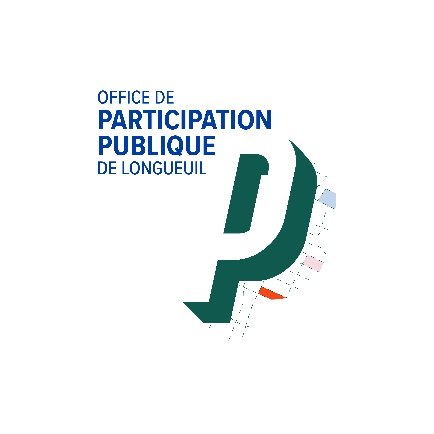 OFFICE DE
PARTICIPATION
PUBLIQUE
DE LONGUEUIL